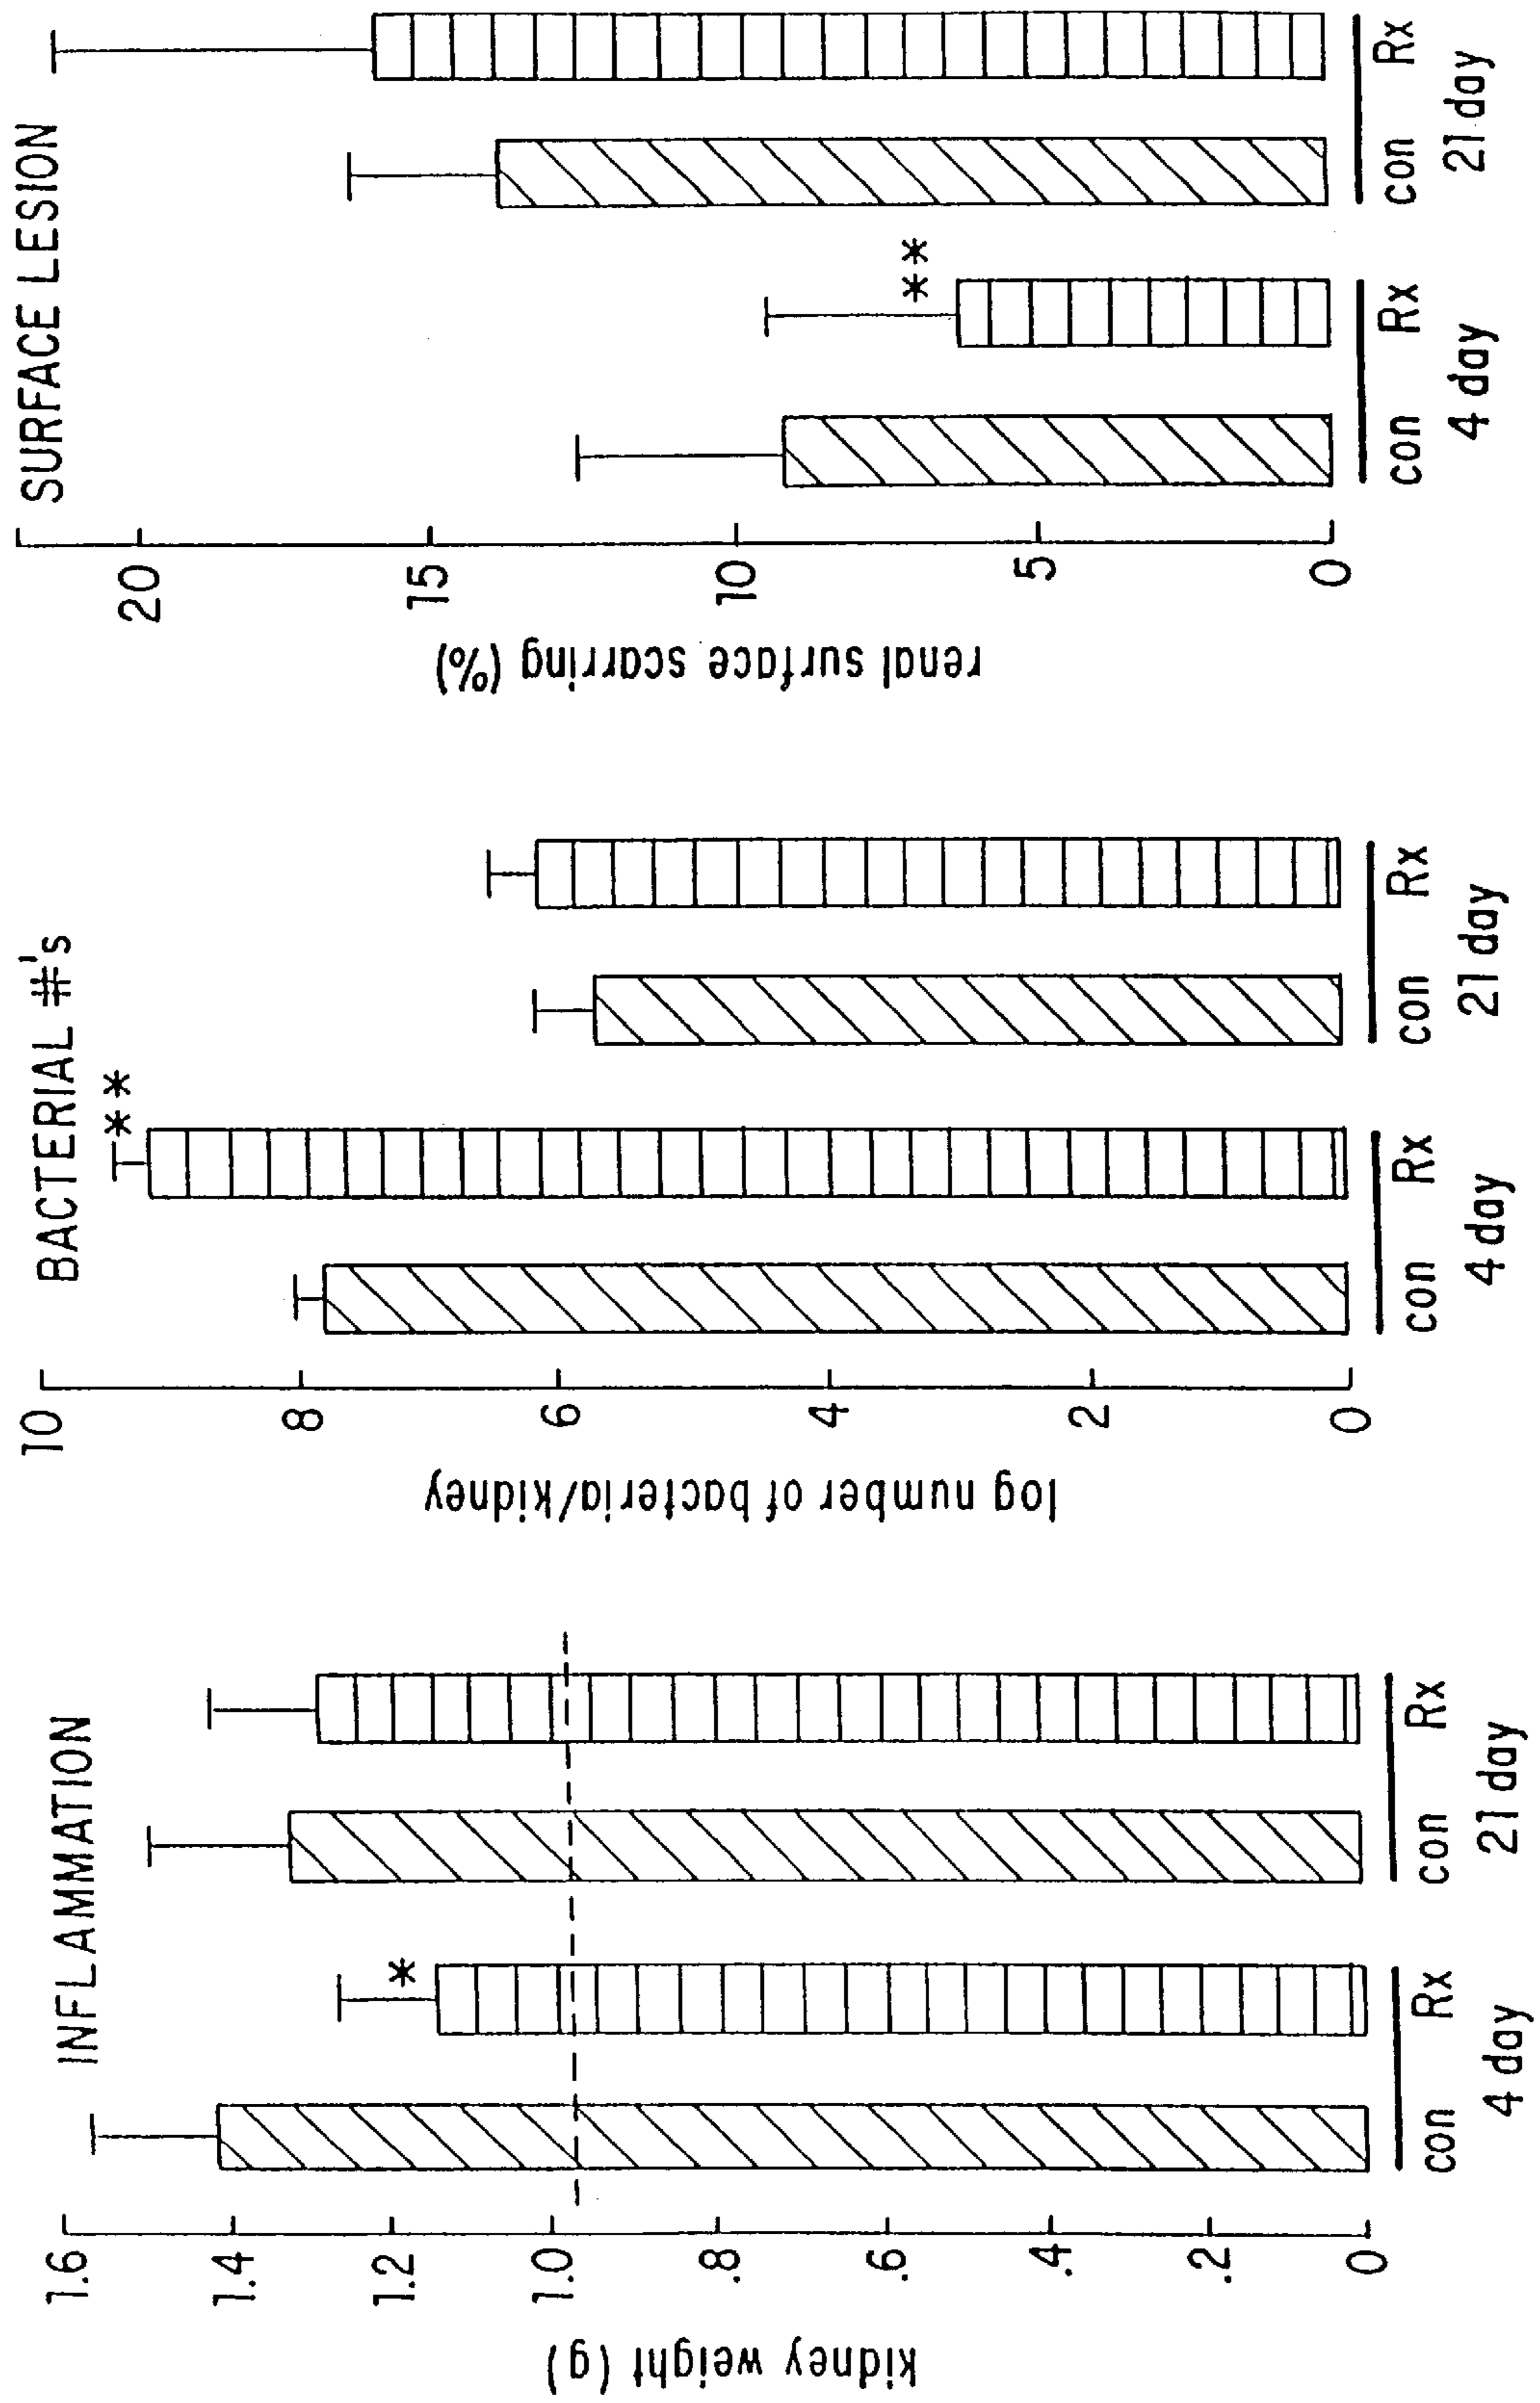 INFLAMMATION
kidney weight (g)
1.6
1.4
1.2
1.0
.8
.6
.4
.2
0
*
con Rx con Rx
4 day 21 day
BACTERIAL #'s
log number of bacteria/kidney
10
8
6
4
2
0
**
con Rx con Rx
4 day 21 day
SURFACE LESION
renal surface scarring (%)
20
15
10
5
0
**
con Rx con Rx
4 day 21 day